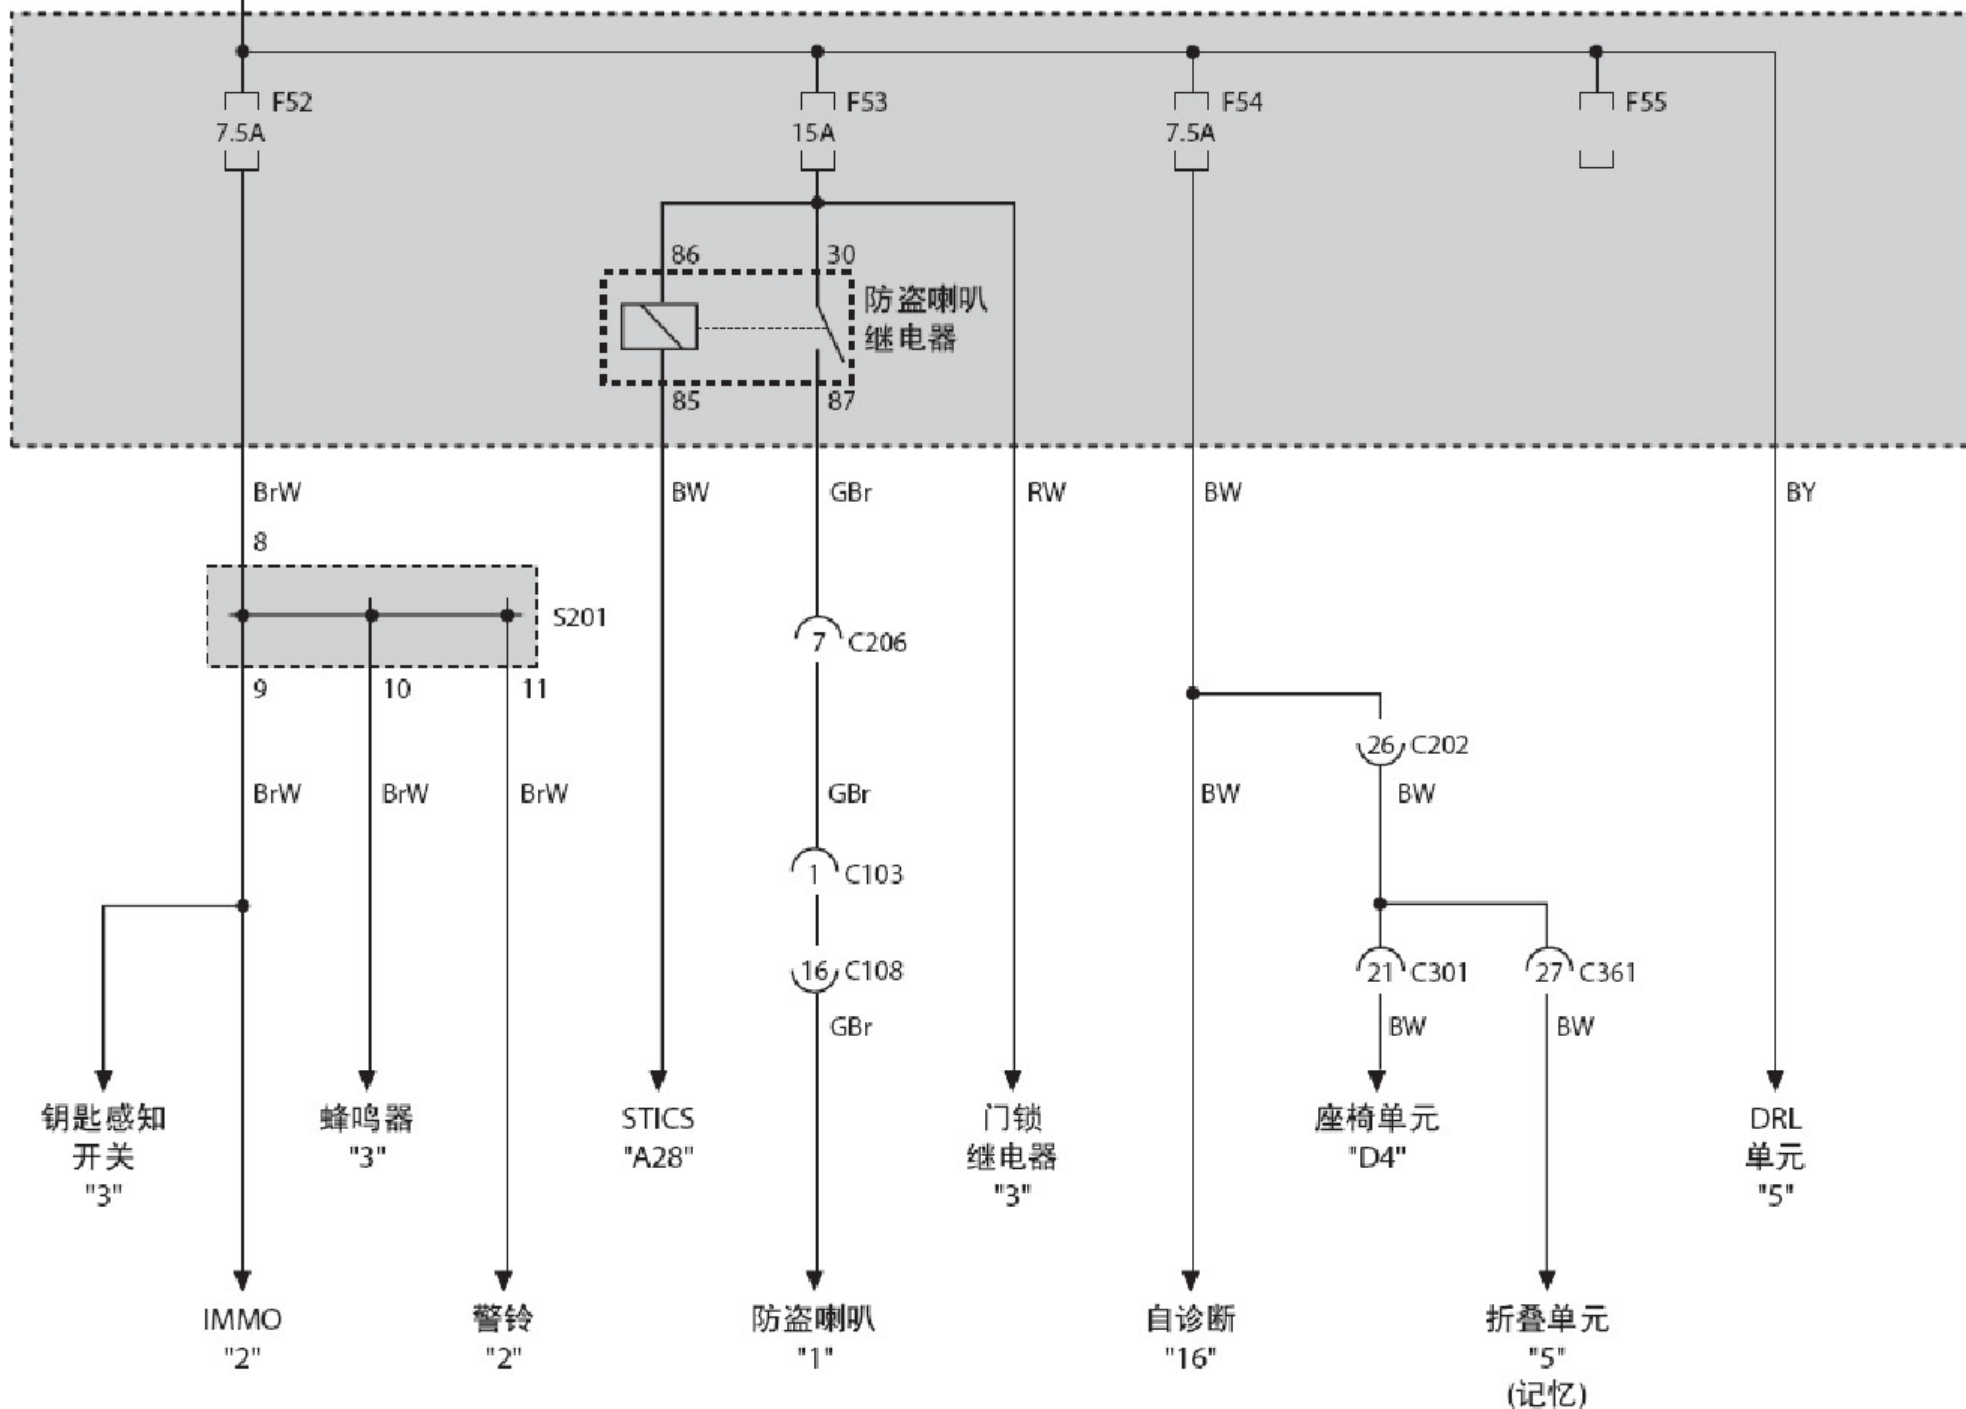 F52
F53
F54
F55
7.5A
15A
7.5A
86
30
防盗喇叭
继电器
85
87
BrW
BW
GBr
RW
BW
BY
8
S201
7
C206
9
10
11
26
C202
BrW
BrW
BrW
GBr
BW
BW
1
C103
16
C108
21
C301
27
C361
GBr
BW
BW
钥匙感知
开关
"3"
蜂鸣器
"3"
STICS
"A28"
门锁
继电器
"3"
座椅单元
"D4"
DRL
单元
"5"
IMMO
"2"
警铃
"2"
防盗喇叭
"1"
自诊断
"16"
折叠单元
"5"
(记忆)